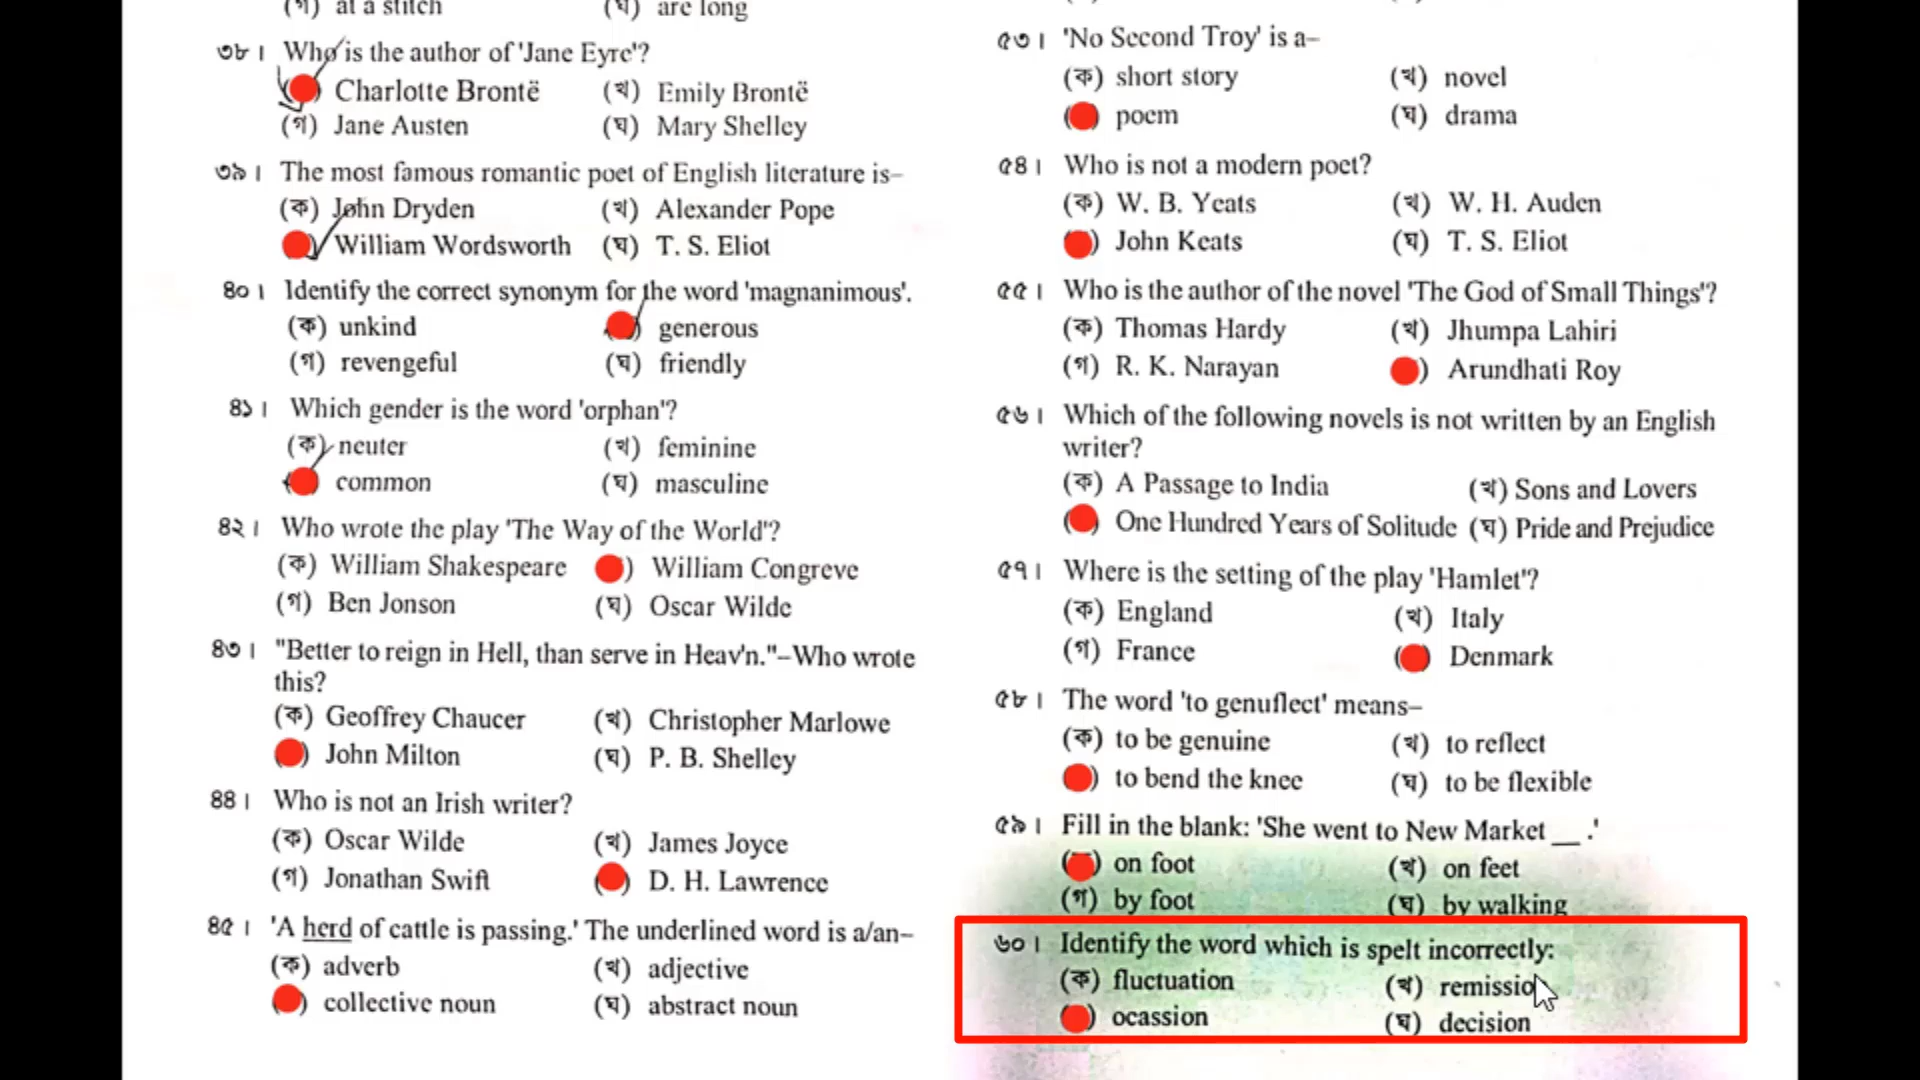 (গ) at a stitch (ঘ) are long
৩৮। Who is the author of 'Jane Eyre'?
Charlotte Brontë (খ) Emily Brontë
(গ) Jane Austen (ঘ) Mary Shelley
৩৯। The most famous romantic poet of English literature is–
(ক) John Dryden (খ) Alexander Pope
William Wordsworth (ঘ) T. S. Eliot
৪০। Identify the correct synonym for the word 'magnanimous'.
(ক) unkind generous
(গ) revengeful (ঘ) friendly
৪১। Which gender is the word 'orphan'?
(ক) neuter (খ) feminine
common (ঘ) masculine
৪২। Who wrote the play 'The Way of the World'?
(ক) William Shakespeare William Congreve
(গ) Ben Jonson (ঘ) Oscar Wilde
৪৩। "Better to reign in Hell, than serve in Heav'n."–Who wrote
this?
(ক) Geoffrey Chaucer (খ) Christopher Marlowe
John Milton (ঘ) P. B. Shelley
৪৪। Who is not an Irish writer?
(ক) Oscar Wilde (খ) James Joyce
(গ) Jonathan Swift D. H. Lawrence
৪৫। 'A herd of cattle is passing.' The underlined word is a/an–
(ক) adverb (খ) adjective
collective noun (ঘ) abstract noun
৫৩। 'No Second Troy' is a–
(ক) short story (খ) novel
poem (ঘ) drama
৫৪। Who is not a modern poet?
(ক) W. B. Yeats (খ) W. H. Auden
John Keats (ঘ) T. S. Eliot
৫৫। Who is the author of the novel 'The God of Small Things'?
(ক) Thomas Hardy (খ) Jhumpa Lahiri
(গ) R. K. Narayan Arundhati Roy
৫৬। Which of the following novels is not written by an English
writer?
(ক) A Passage to India (খ) Sons and Lovers
One Hundred Years of Solitude (ঘ) Pride and Prejudice
৫৭। Where is the setting of the play 'Hamlet'?
(ক) England (খ) Italy
(গ) France Denmark
৫৮। The word 'to genuflect' means–
(ক) to be genuine (খ) to reflect
to bend the knee (ঘ) to be flexible
৫৯। Fill in the blank: 'She went to New Market __ .'
on foot (খ) on feet
(গ) by foot (ঘ) by walking
৬০। Identify the word which is spelt incorrectly:
(ক) fluctuation (খ) remissio
ocassion (ঘ) decision